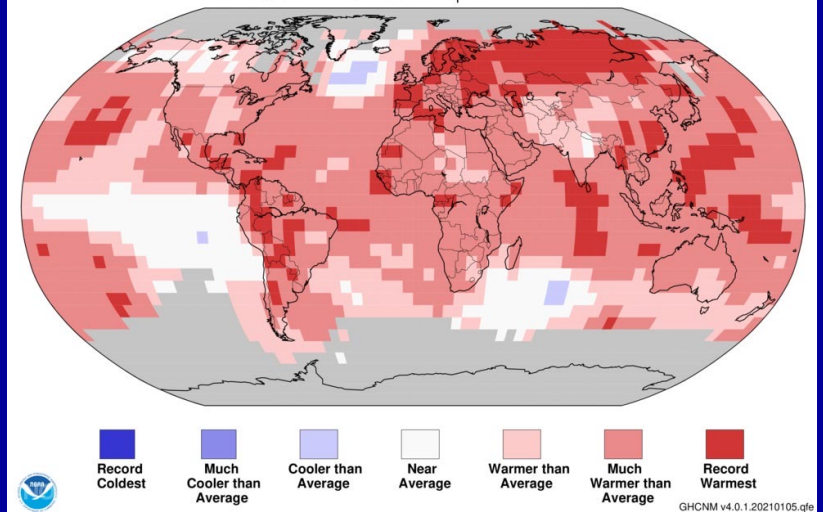 Record
Coldest
Much
Cooler than
Average
Cooler than
Average
Near
Average
Warmer than
Average
Much
Warmer than
Average
Record
Warmest
GHCNM v4.0.1.20210105.qfe